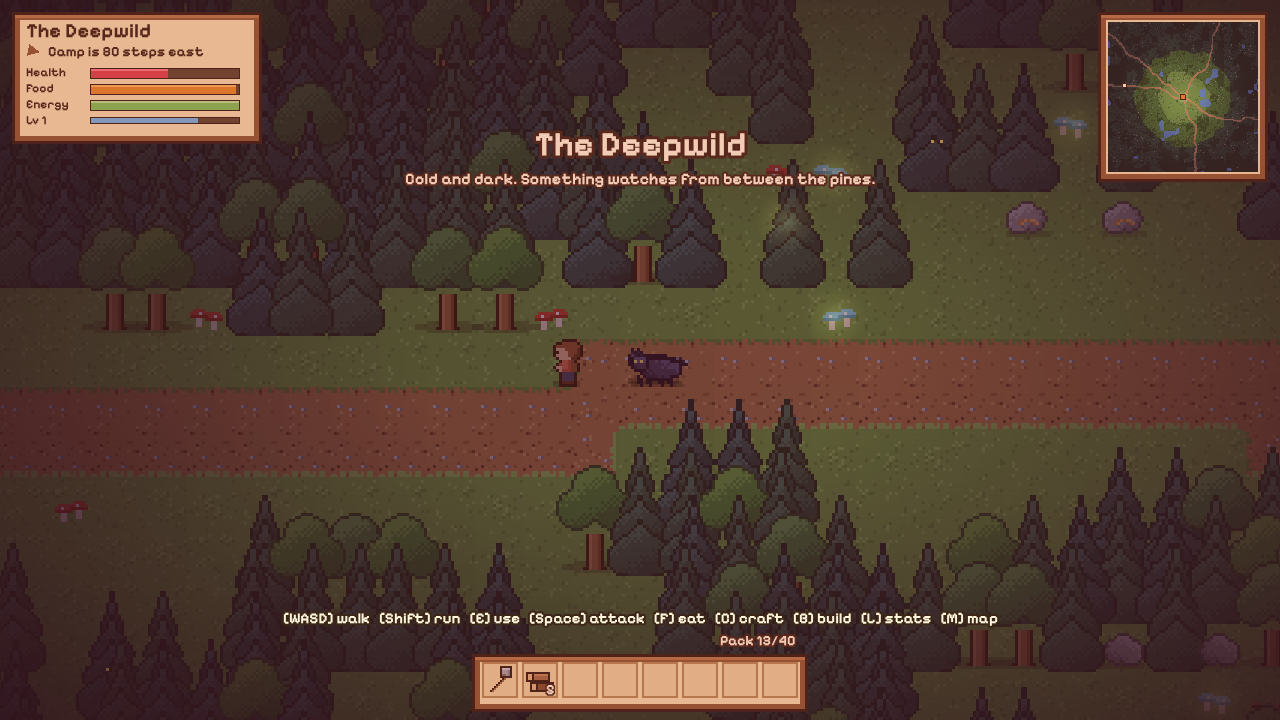 The Deepwild
Camp is 80 steps east
Health
Food
Energy
Lv 1
The Deepwild
Cold and dark. Something watches from between the pines.
[WASD] walk [Shift] run [E] use [Space] attack [F] eat [C] craft [B] build [L] stats [M] map
Pack 13/40